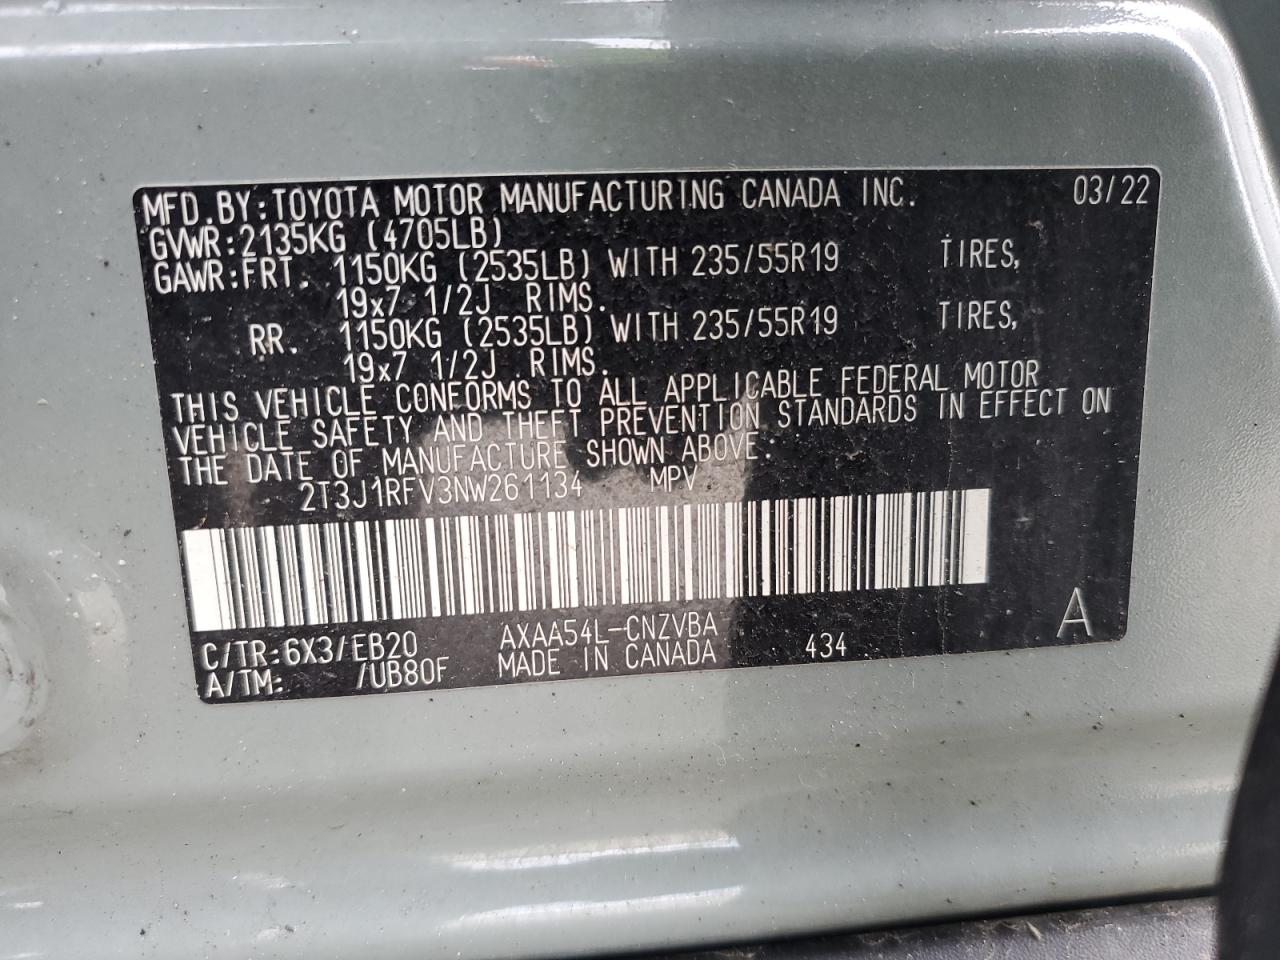 MFD.BY:TOYOTA MOTOR MANUFACTURING CANADA INC. 03/22
GVWR:2135KG (4705LB)
GAWR:FRT. 1150KG (2535LB) WITH 235/55R19 TIRES,
19x7 1/2J RIMS.
RR. 1150KG (2535LB) WITH 235/55R19 TIRES,
19x7 1/2J RIMS.
THIS VEHICLE CONFORMS TO ALL APPLICABLE FEDERAL MOTOR
VEHICLE SAFETY AND THEFT PREVENTION STANDARDS IN EFFECT ON
THE DATE OF MANUFACTURE SHOWN ABOVE.
2T3J1RFV3NW261134 MPV
C/TR:6X3/EB20 AXAA54L-CNZVBA 434 A
A/TM: /UB80F MADE IN CANADA